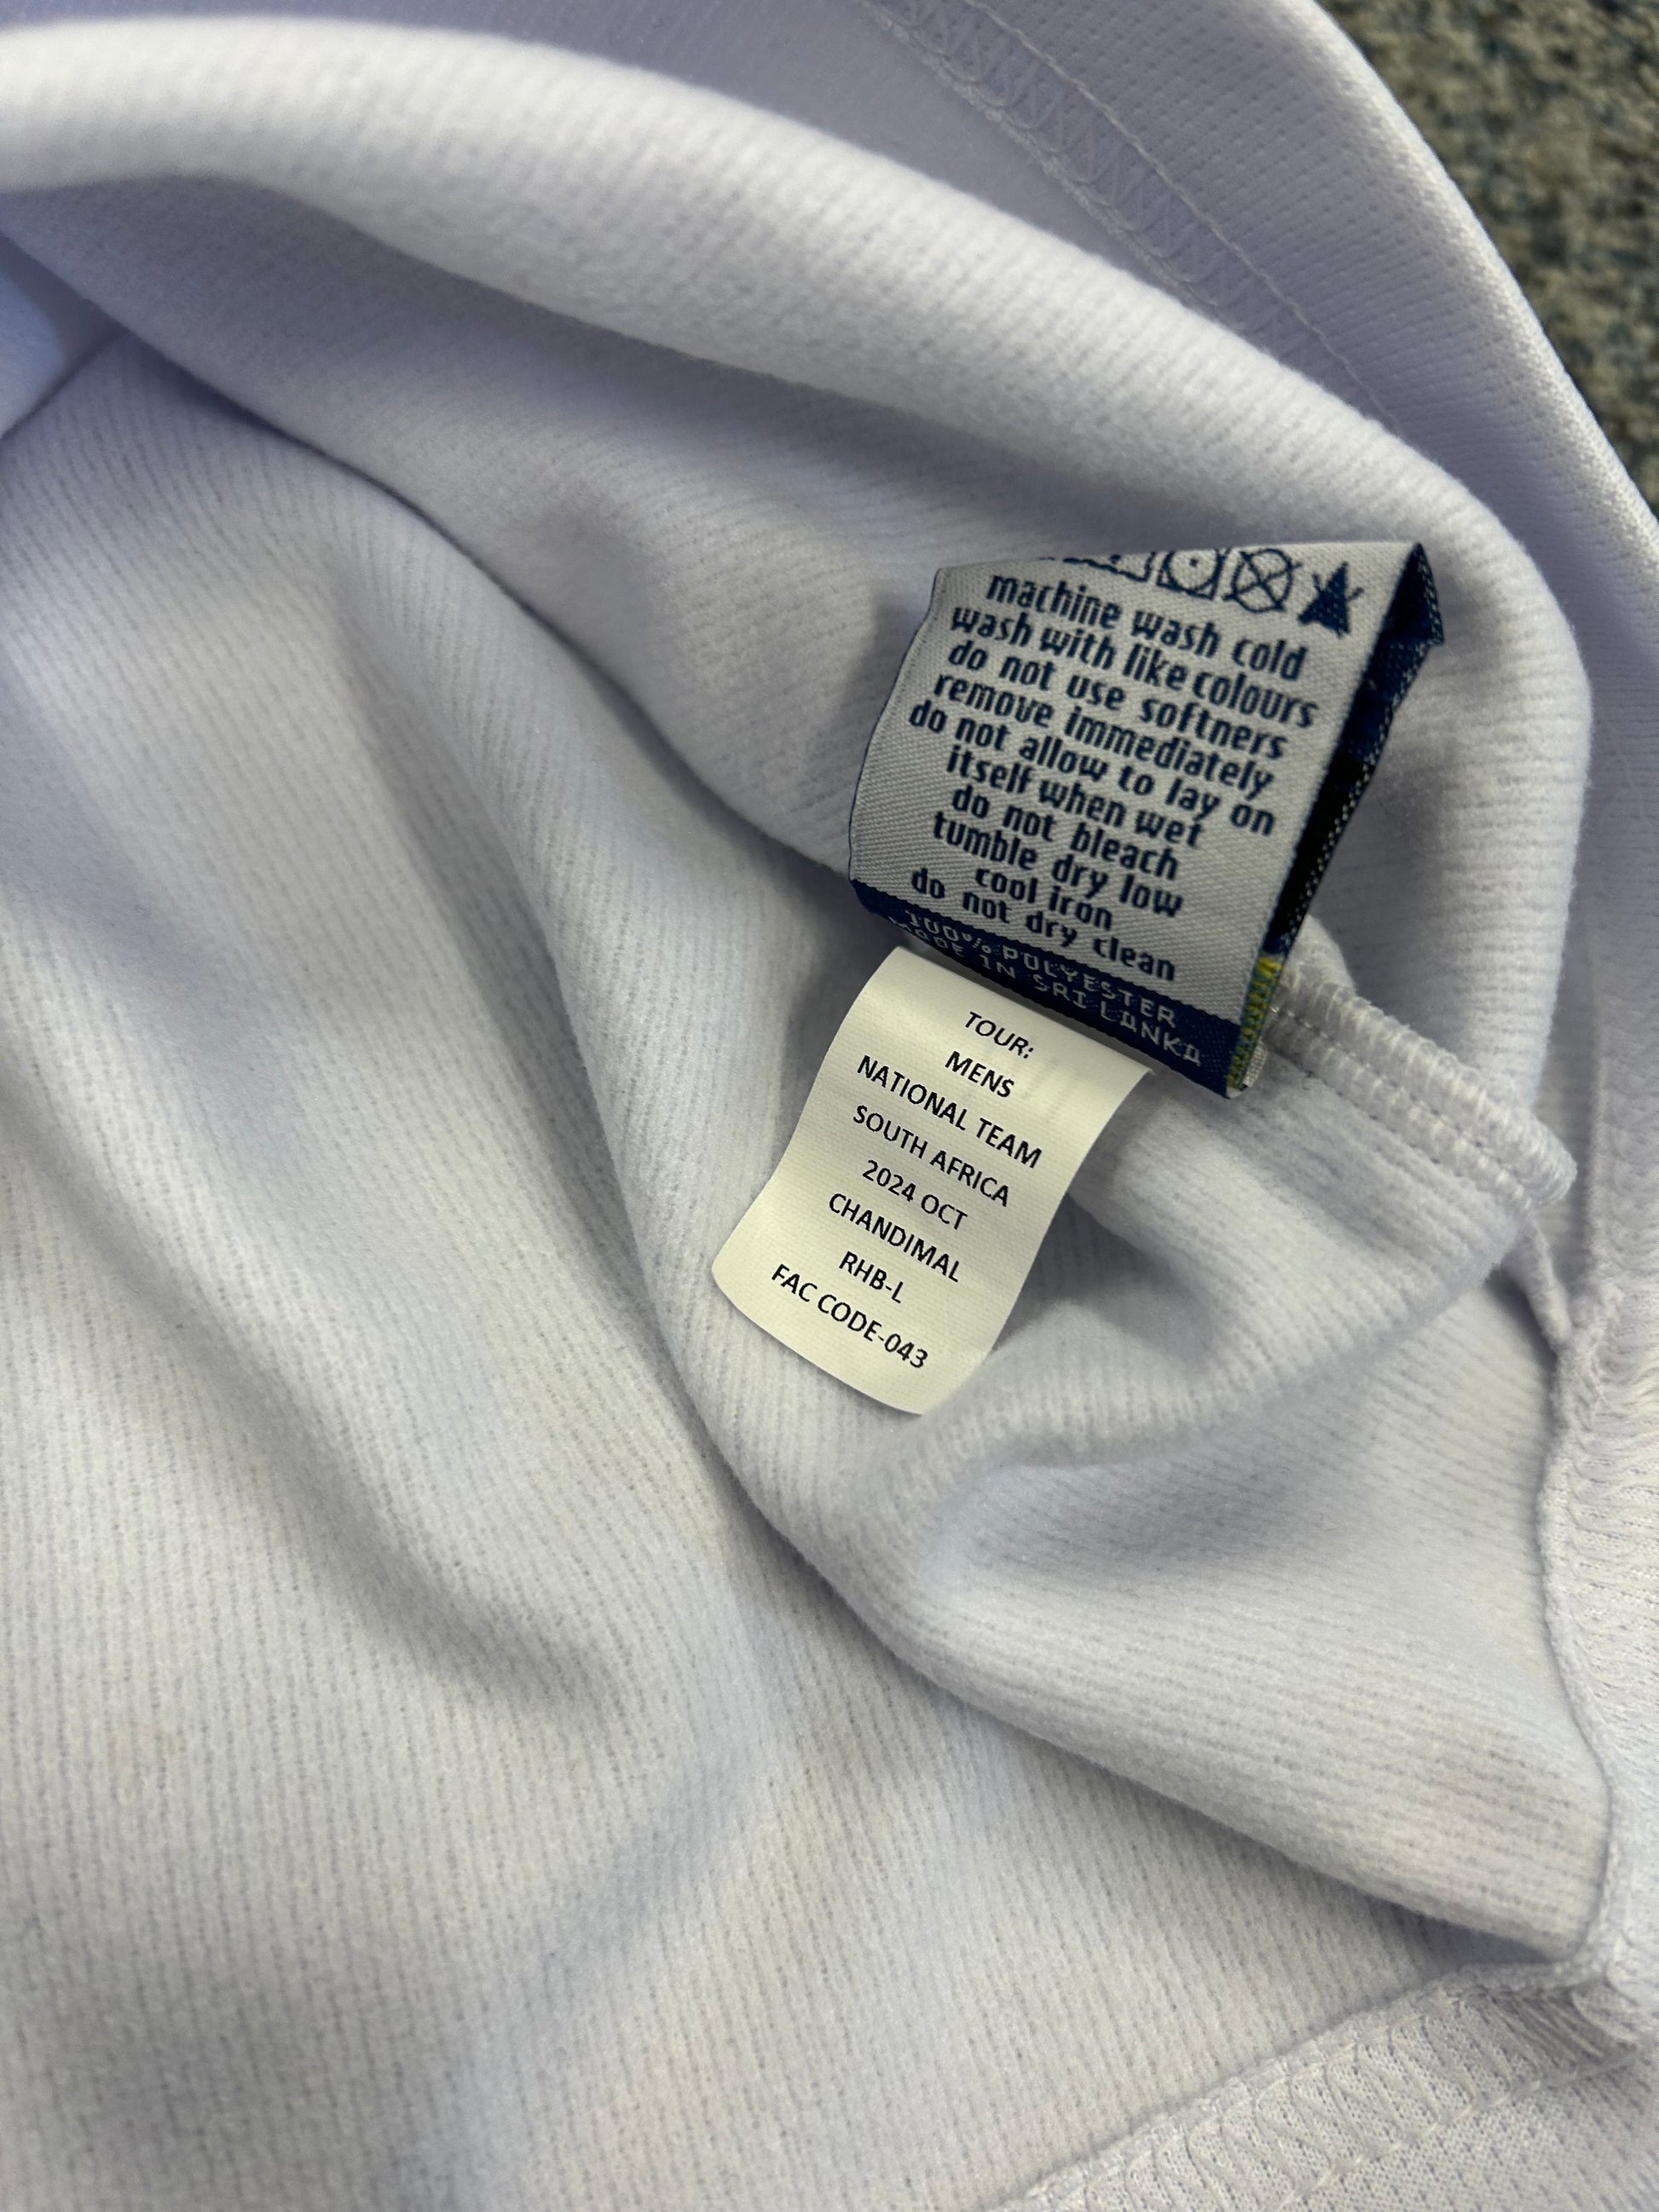 machine wash cold
wash with like colours
do not use softners
remove immediately
do not allow to lay on
itself when wet
do not bleach
tumble dry low
cool iron
do not dry clean
100% POLYESTER
MADE IN SRI LANKA
TOUR:
MENS
NATIONAL TEAM
SOUTH AFRICA
2024 OCT
CHANDIMAL
RHB-L
FAC CODE-043